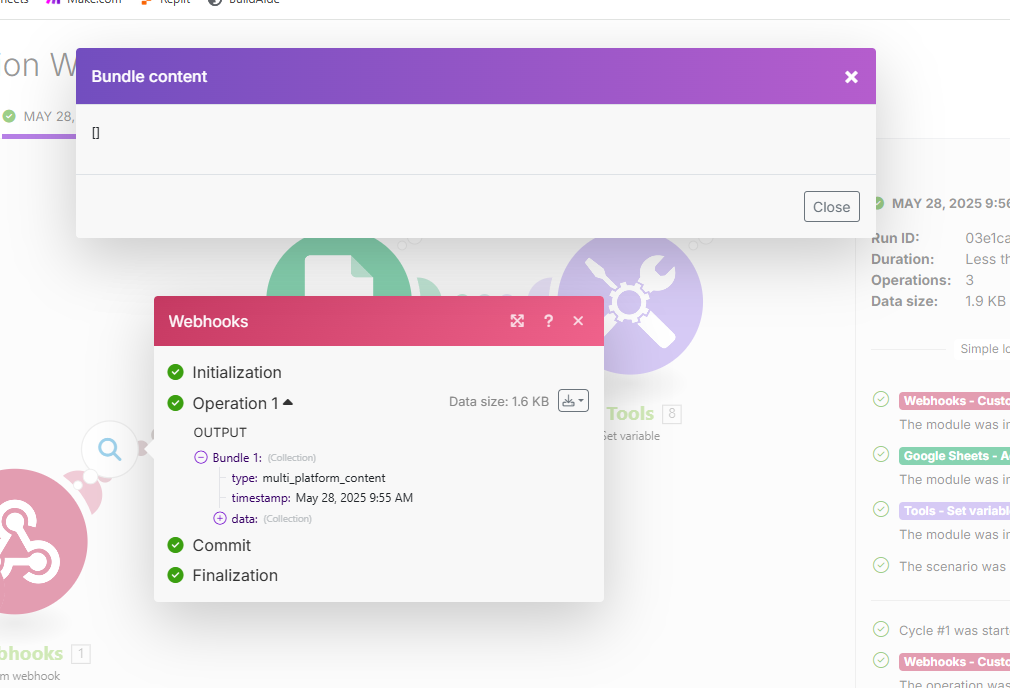 Make.com
Replit
BuildAide
ion W
Bundle content
MAY 28,
[]
Close
MAY 28, 2025 9:56
Run ID: 03e1ca
Duration: Less th
Operations: 3
Data size: 1.9 KB
Simple lo
Webhooks
?
Initialization
Operation 1
Data size: 1.6 KB
OUTPUT
Bundle 1: (Collection)
type: multi_platform_content
timestamp: May 28, 2025 9:55 AM
data: (Collection)
Commit
Finalization
Tools 8
Set variable
Webhooks - Custo
The module was in
Google Sheets - A
The module was in
Tools - Set variable
The module was in
The scenario was
Cycle #1 was start
Webhooks - Custo
The operation was
bhooks 1
m webhook